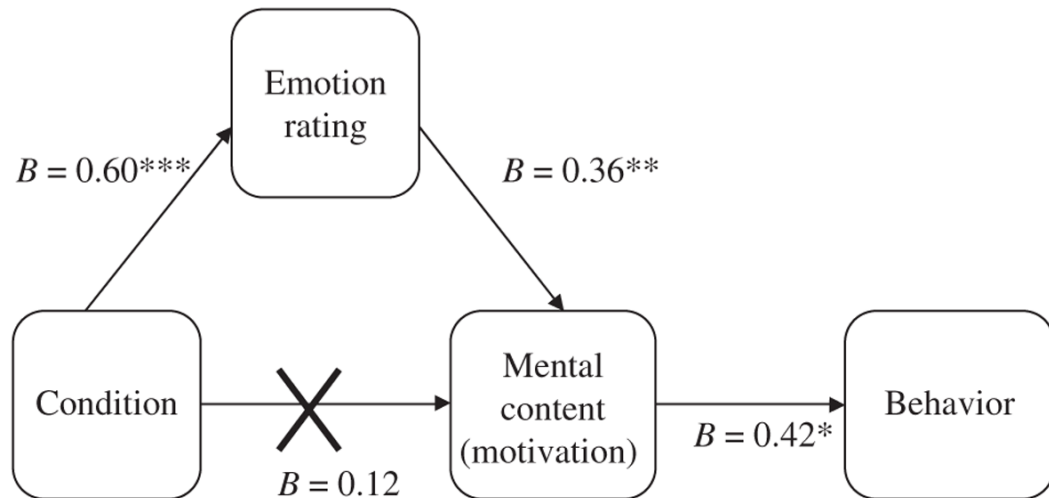 Emotion
rating
B = 0.60***
B = 0.36**
Condition
B = 0.12
Mental
content
(motivation)
B = 0.42*
Behavior